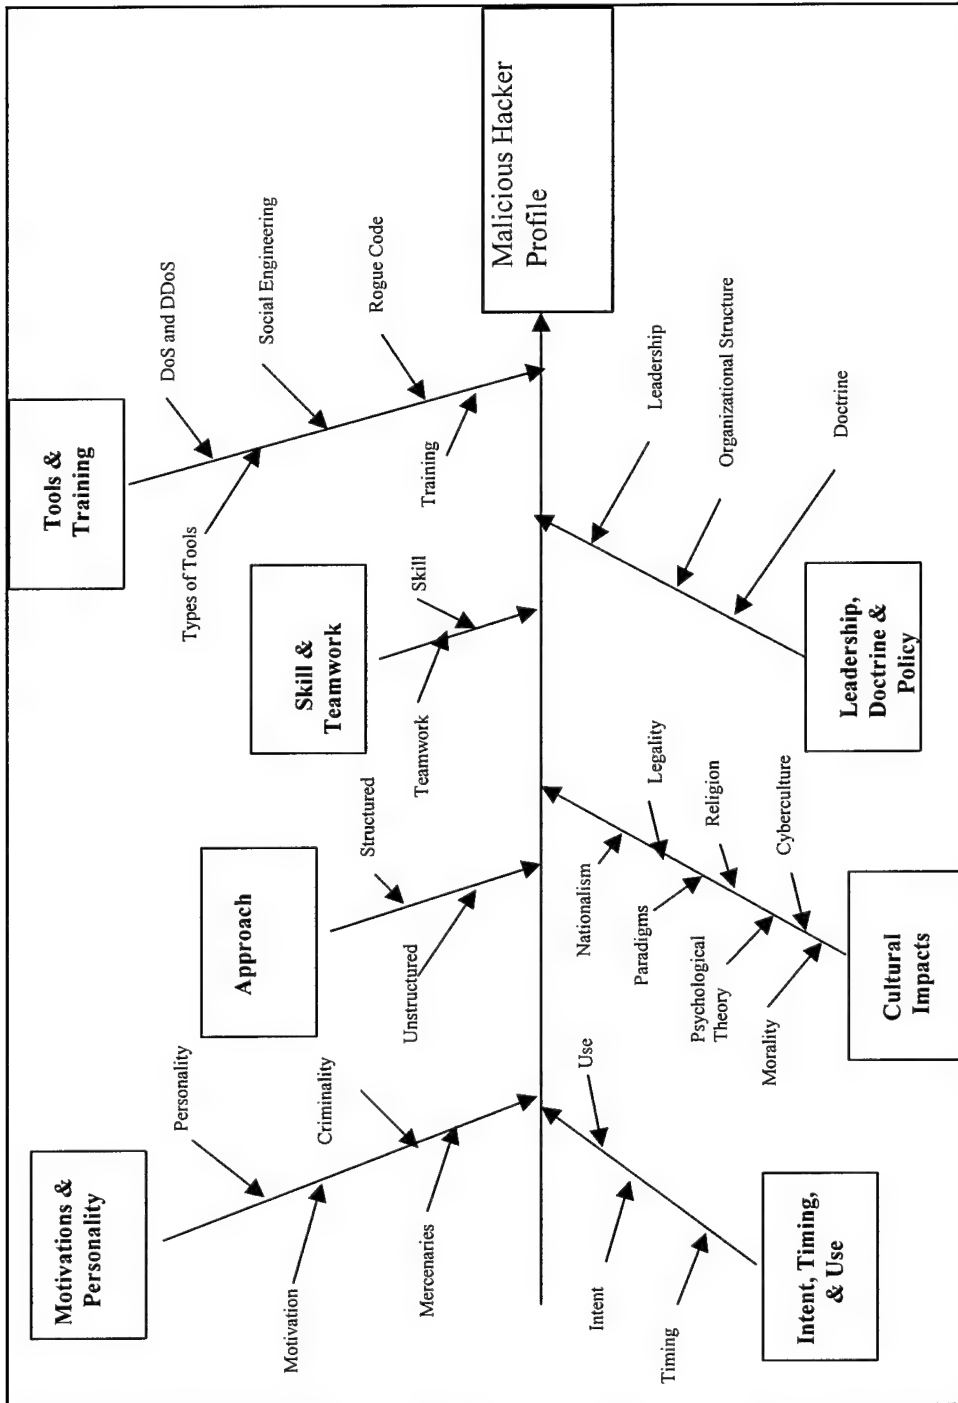 Motivations &
Personality
Personality
Motivation
Criminality
Mercenaries
Approach
Structured
Unstructured
Skill &
Teamwork
Skill
Teamwork
Tools &
Training
DoS and DDoS
Types of Tools
Social Engineering
Rogue Code
Training
Malicious Hacker
Profile
Intent, Timing,
& Use
Use
Intent
Timing
Cultural
Impacts
Nationalism
Legality
Paradigms
Religion
Psychological
Theory
Cyberculture
Morality
Leadership,
Doctrine &
Policy
Leadership
Organizational Structure
Doctrine